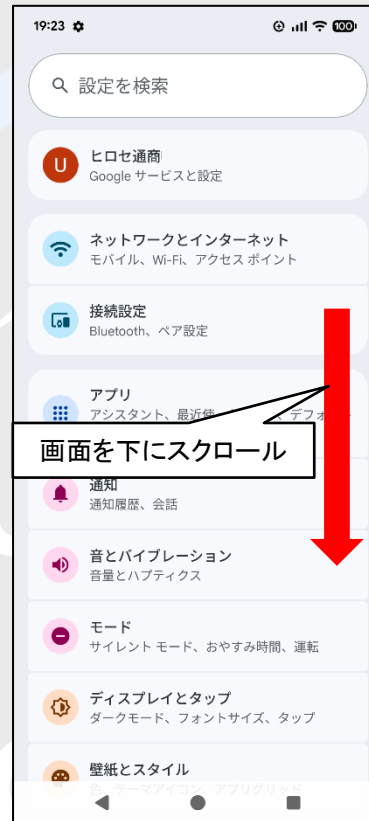 19:23
100
設定を検索
U
ヒロセ通商
Google サービスと設定
ネットワークとインターネット
モバイル、Wi-Fi、アクセス ポイント
接続設定
Bluetooth、ペア設定
アプリ
アシスタント、最近使
、デフォ
画面を下にスクロール
通知
通知履歴、会話
音とバイブレーション
音量とハプティクス
モード
サイレント モード、おやすみ時間、運転
ディスプレイとタップ
ダークモード、フォントサイズ、タップ
壁紙とスタイル
色、テーマアイコン、アプリグリッド